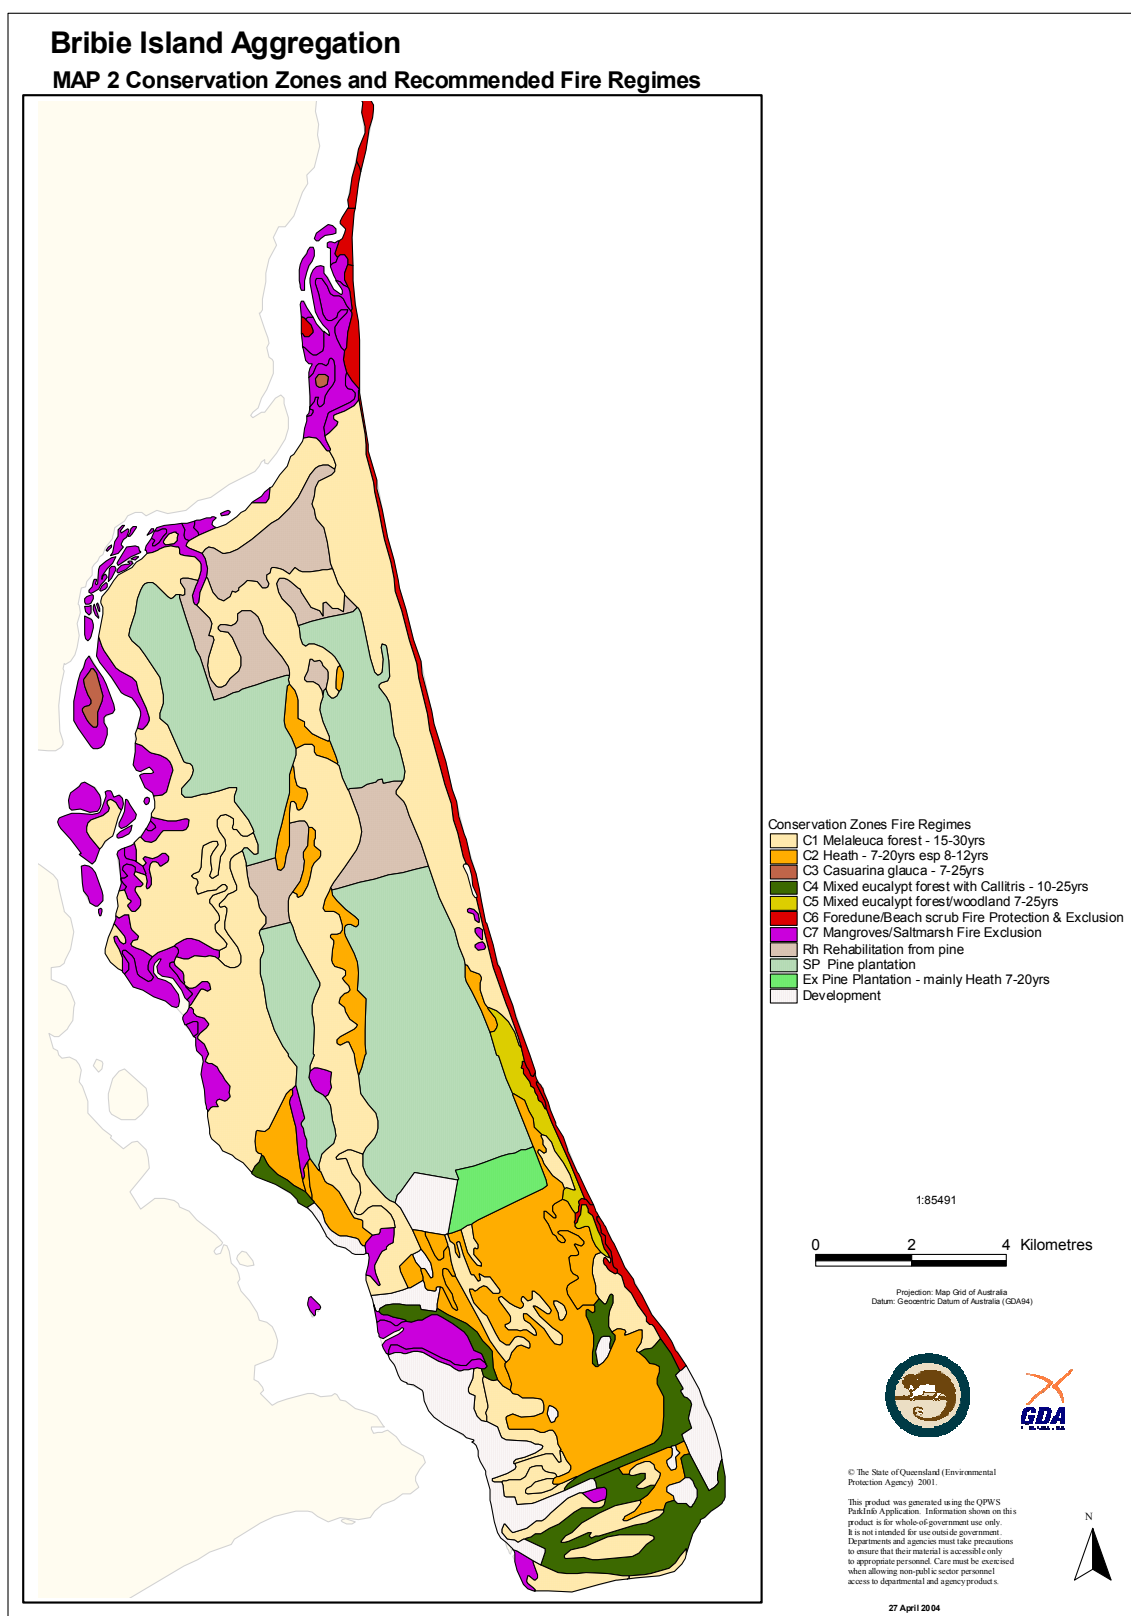 Bribie Island Aggregation
MAP 2 Conservation Zones and Recommended Fire Regimes
Conservation Zones Fire Regimes
C1 Melaleuca forest - 15-30yrs
C2 Heath - 7-20yrs esp 8-12yrs
C3 Casuarina glauca - 7-25yrs
C4 Mixed eucalypt forest with Callitris - 10-25yrs
C5 Mixed eucalypt forest/woodland 7-25yrs
C6 Foredune/Beach scrub Fire Protection & Exclusion
C7 Mangroves/Saltmarsh Fire Exclusion
Rh Rehabilitation from pine
SP Pine plantation
Ex Pine Plantation - mainly Heath 7-20yrs
Development
1:85491
0 2 4 Kilometres
Projection: Map Grid of Australia
Datum: Geocentric Datum of Australia (GDA94)
GDA
© The State of Queensland (Environmental
Protection Agency) 2001.
This product was generated using the QPWS
ParkInfo Application. Information shown on this
product is for whole-of-government use only.
It is not intended for use outside government.
Departments and agencies must take precautions
to ensure that their material is accessible only
to appropriate personnel. Care must be exercised
when allowing non-public sector personnel
access to departmental and agency products.
N
27 April 2004